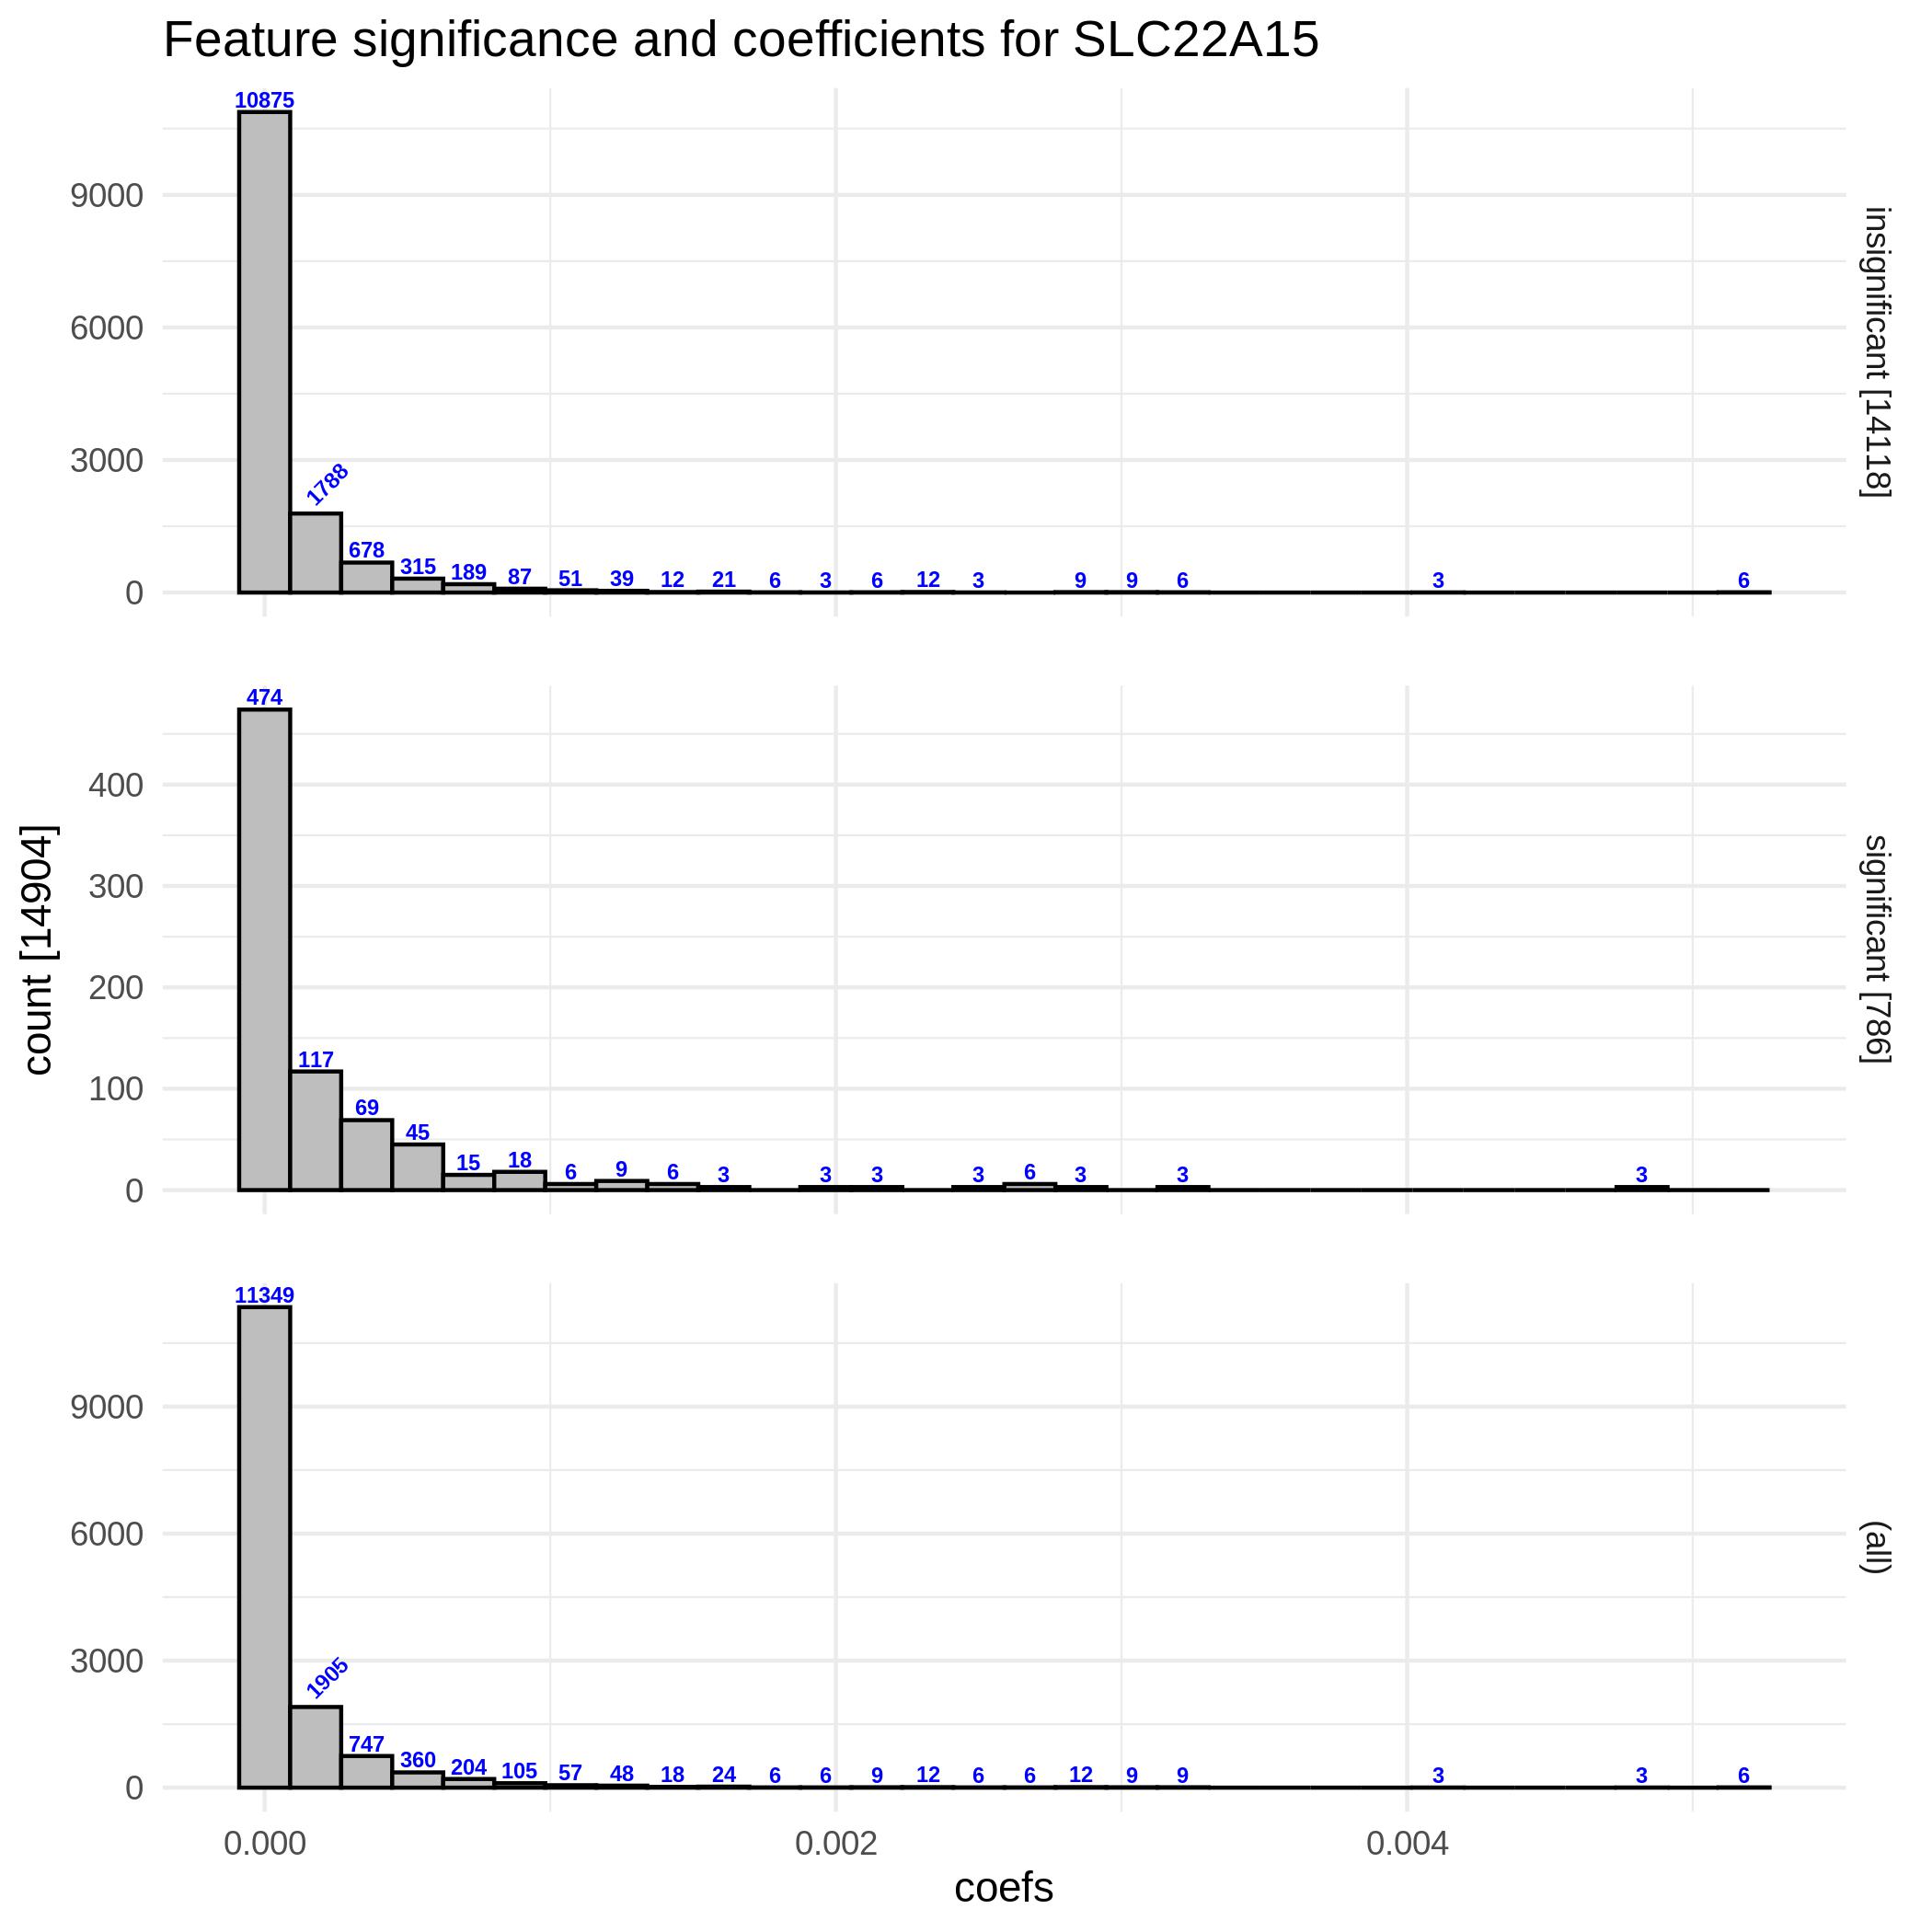 Feature significance and coefficients for SLC22A15
10875
9000
6000
3000
0
1788
678 315 189 87 51 39 12 21 6 3 6 12 3 9 9 6 3 6
insignificant [14118]
474
400
300
200
100
0
117
69
45
15 18 6 9 6 3 3 3 3 6 3 3 3
significant [786]
count [14904]
11349
9000
6000
3000
0
1905
747 360 204 105 57 48 18 24 6 6 9 12 6 6 12 9 9 3 3 6
(all)
0.000 0.002 0.004
coefs